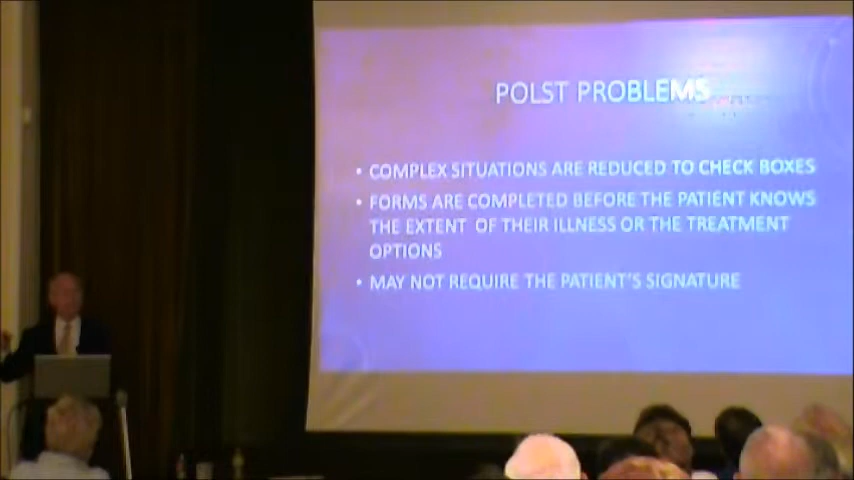 POLST PROBLEMS
• COMPLEX SITUATIONS ARE REDUCED TO CHECK BOXES
• FORMS ARE COMPLETED BEFORE THE PATIENT KNOWS
THE EXTENT OF THEIR ILLNESS OR THE TREATMENT
OPTIONS
• MAY NOT REQUIRE THE PATIENT'S SIGNATURE